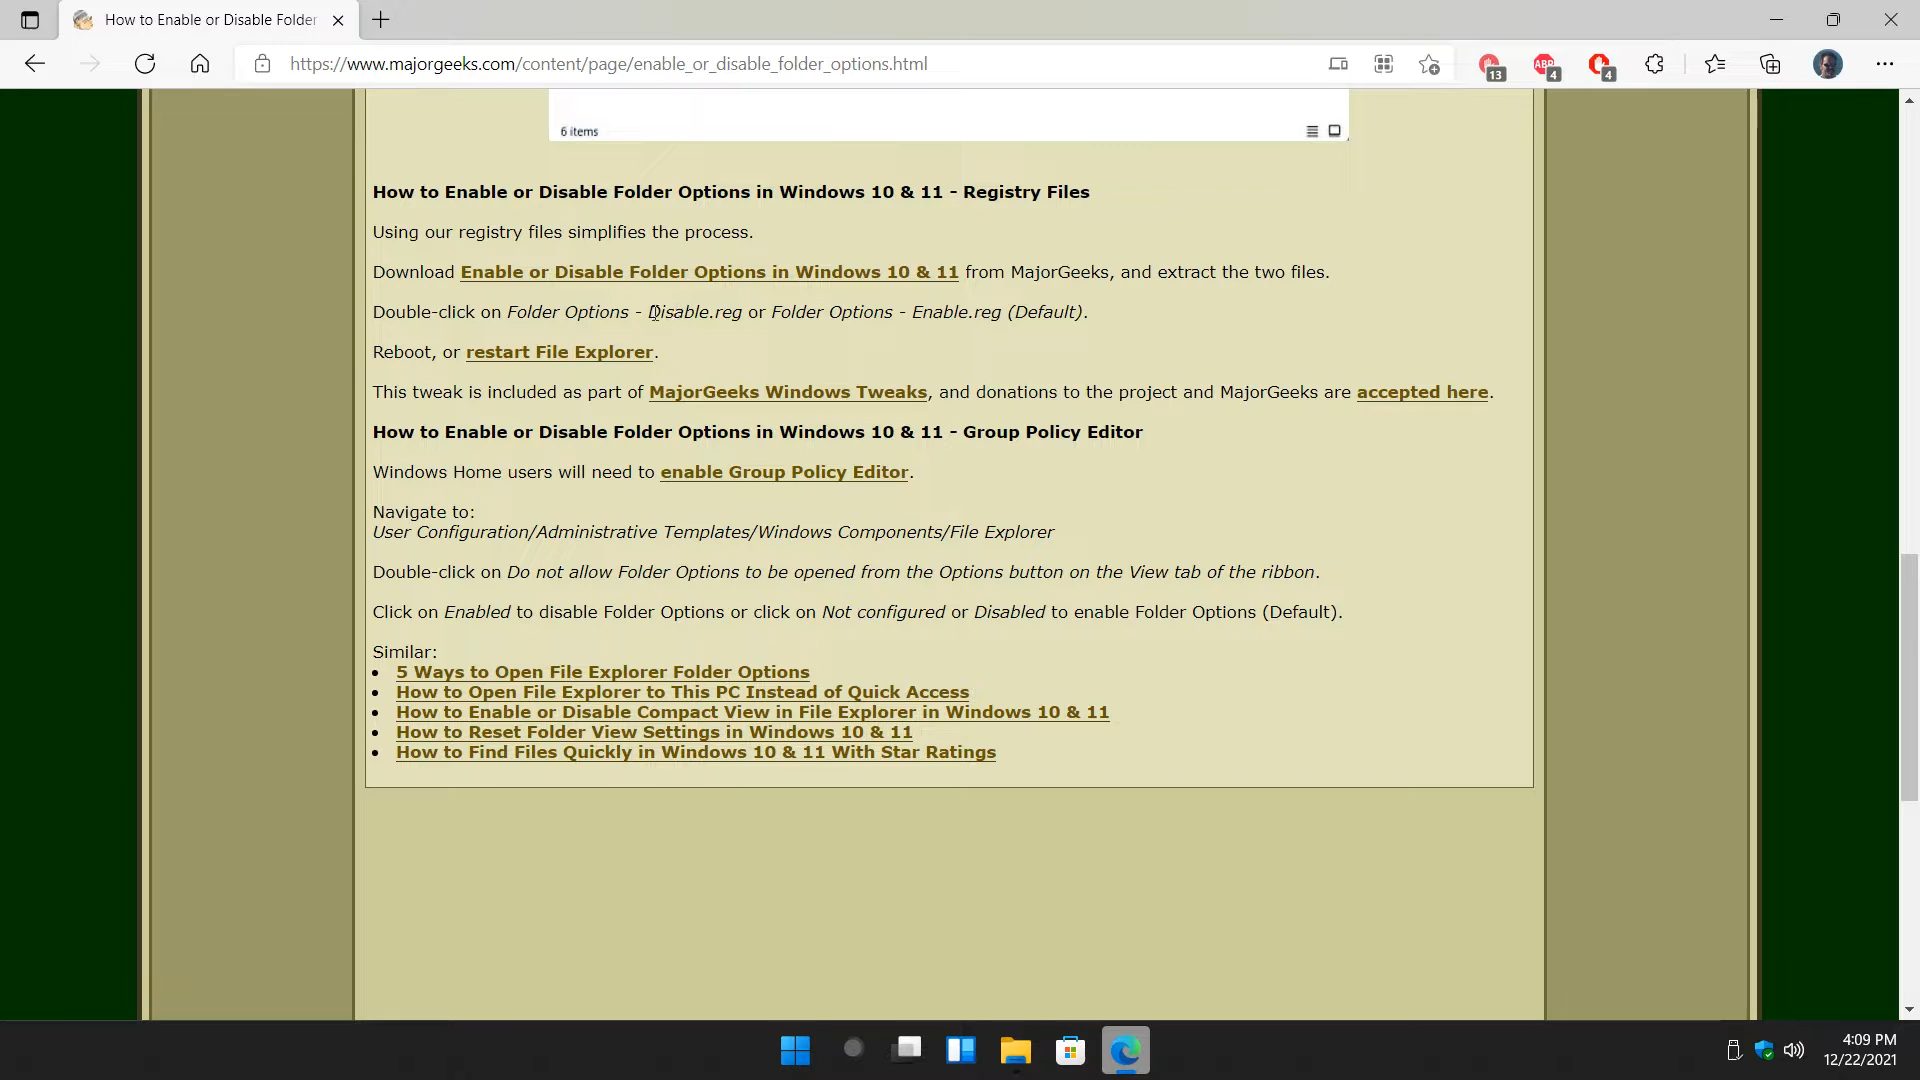 How to Enable or Disable Folder
https://www.majorgeeks.com/content/page/enable_or_disable_folder_options.html
13
ABP
4
4
6 items
How to Enable or Disable Folder Options in Windows 10 & 11 - Registry Files
Using our registry files simplifies the process.
Download Enable or Disable Folder Options in Windows 10 & 11 from MajorGeeks, and extract the two files.
Double-click on Folder Options - Disable.reg or Folder Options - Enable.reg (Default).
Reboot, or restart File Explorer.
This tweak is included as part of MajorGeeks Windows Tweaks, and donations to the project and MajorGeeks are accepted here.
How to Enable or Disable Folder Options in Windows 10 & 11 - Group Policy Editor
Windows Home users will need to enable Group Policy Editor.
Navigate to:
User Configuration/Administrative Templates/Windows Components/File Explorer
Double-click on Do not allow Folder Options to be opened from the Options button on the View tab of the ribbon.
Click on Enabled to disable Folder Options or click on Not configured or Disabled to enable Folder Options (Default).
Similar:
5 Ways to Open File Explorer Folder Options
How to Open File Explorer to This PC Instead of Quick Access
How to Enable or Disable Compact View in File Explorer in Windows 10 & 11
How to Reset Folder View Settings in Windows 10 & 11
How to Find Files Quickly in Windows 10 & 11 With Star Ratings
4:09 PM
12/22/2021